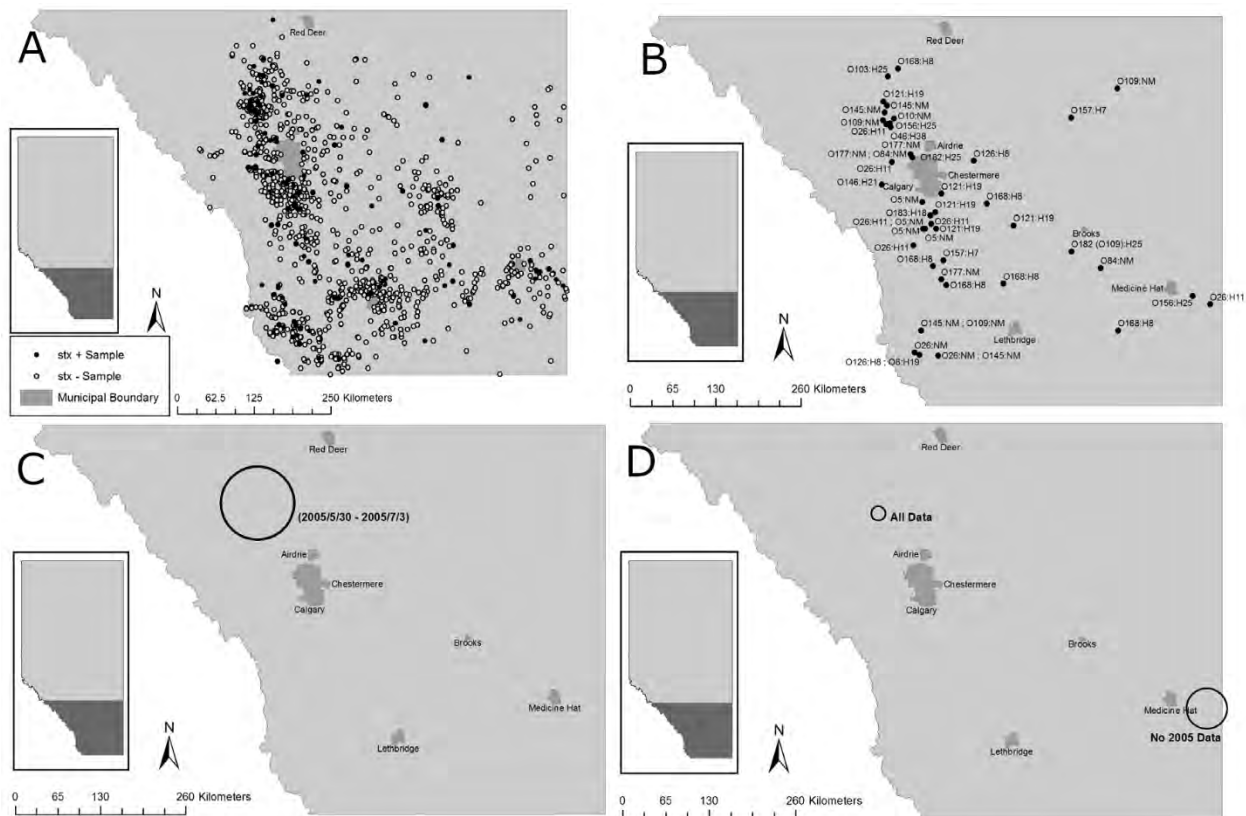 A
Red Deer
N
stx + Sample
stx - Sample
Municipal Boundary
0 62.5 125 250 Kilometers
B
Red Deer
O168:H8
O103:H25
O109:NM
O121:H19
O145:NM
O157:H7
O145:NM
O10:NM
O109:NM
O156:H25
O26:H11
O46:H38
O177:NM
Airdrie
O177:NM ; O84:NM
O182:H25
O126:H8
O26:H11
Chestermere
O146:H21
Calgary
O121:H19
O5:NM
O168:H8
O121:H19
O183:H18
O26:H11 ; O5:NM
O26:H11
O121:H19
O5:NM
O121:H19
O5:NM
Brooks
O26:H11
O182 (O109):H25
O157:H7
O168:H8
O84:NM
O177:NM
O168:H8
O168:H8
Medicine Hat
O156:H25
O26:H11
O145:NM ; O109:NM
Lethbridge
O168:H8
O26:NM
O126:H8 ; O6:H19
O26:NM ; O145:NM
N
0 65 130 260 Kilometers
C
Red Deer
(2005/5/30 - 2005/7/3)
Airdrie
Chestermere
Calgary
Brooks
Medicine Hat
Lethbridge
N
0 65 130 260 Kilometers
D
Red Deer
All Data
Airdrie
Chestermere
Calgary
Brooks
Medicine Hat
No 2005 Data
Lethbridge
N
0 65 130 260 Kilometers